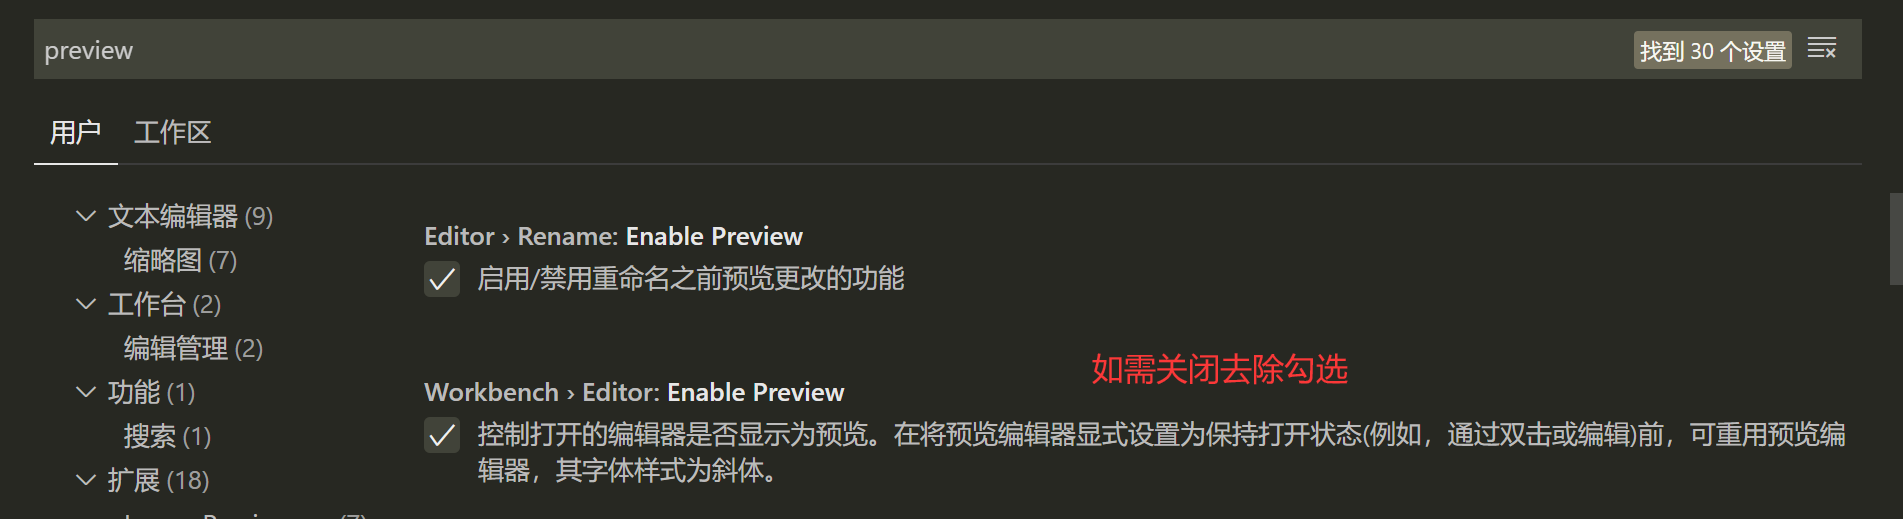 preview
找到 30 个设置
用户 工作区
文本编辑器 (9)
缩略图 (7)
工作台 (2)
编辑管理 (2)
功能 (1)
搜索 (1)
扩展 (18)
Editor › Rename: Enable Preview
启用/禁用重命名之前预览更改的功能
如需关闭去除勾选
Workbench › Editor: Enable Preview
控制打开的编辑器是否显示为预览。在将预览编辑器显式设置为保持打开状态(例如，通过双击或编辑)前，可重用预览编
辑器，其字体样式为斜体。